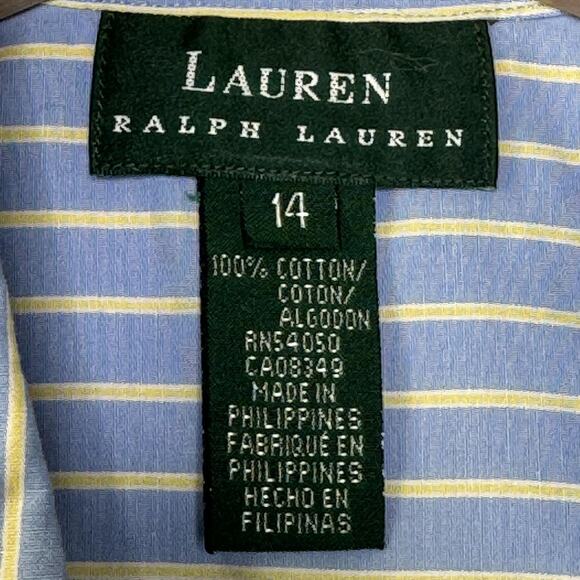 LAUREN
RALPH LAUREN
14
100% COTTON/
COTON/
ALGODON
RN54050
CA08349
MADE IN
PHILIPPINES
FABRIQUÉ EN
PHILIPPINES
HECHO EN
FILIPINAS